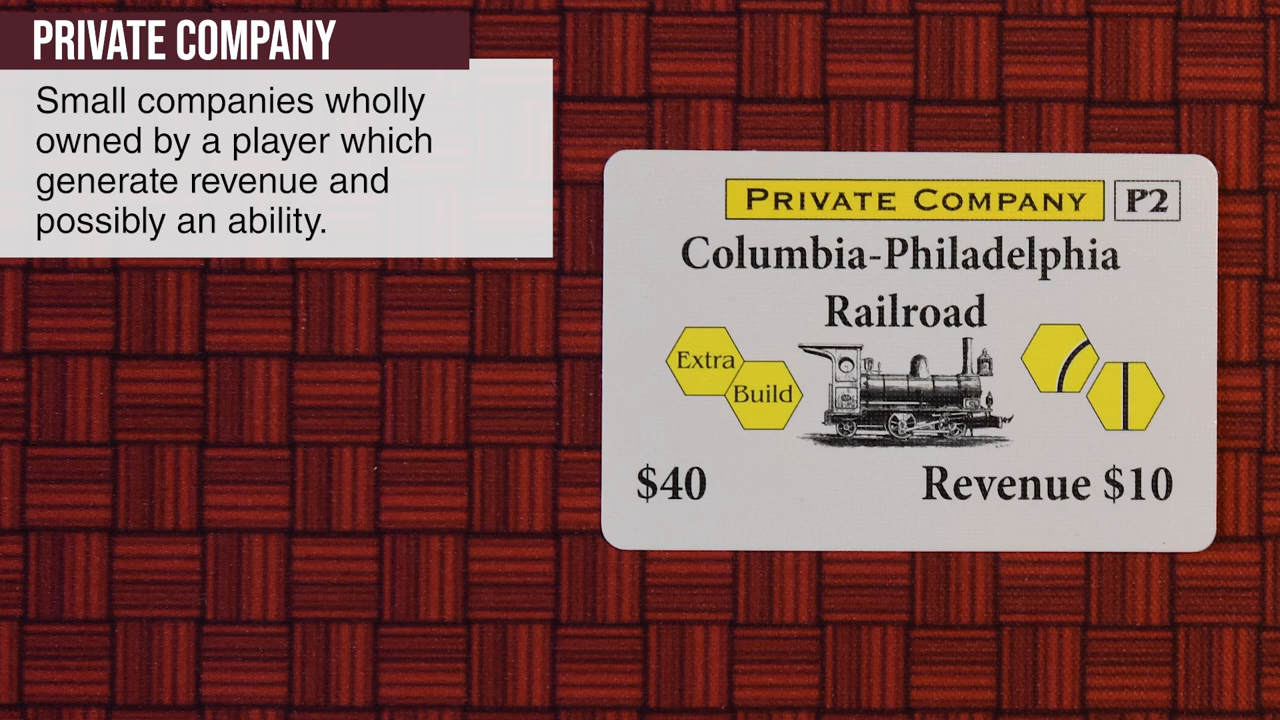 PRIVATE COMPANY
Small companies wholly
owned by a player which
generate revenue and
possibly an ability.
PRIVATE COMPANY P2
Columbia-Philadelphia
Railroad
Extra
Build
$40 Revenue $10